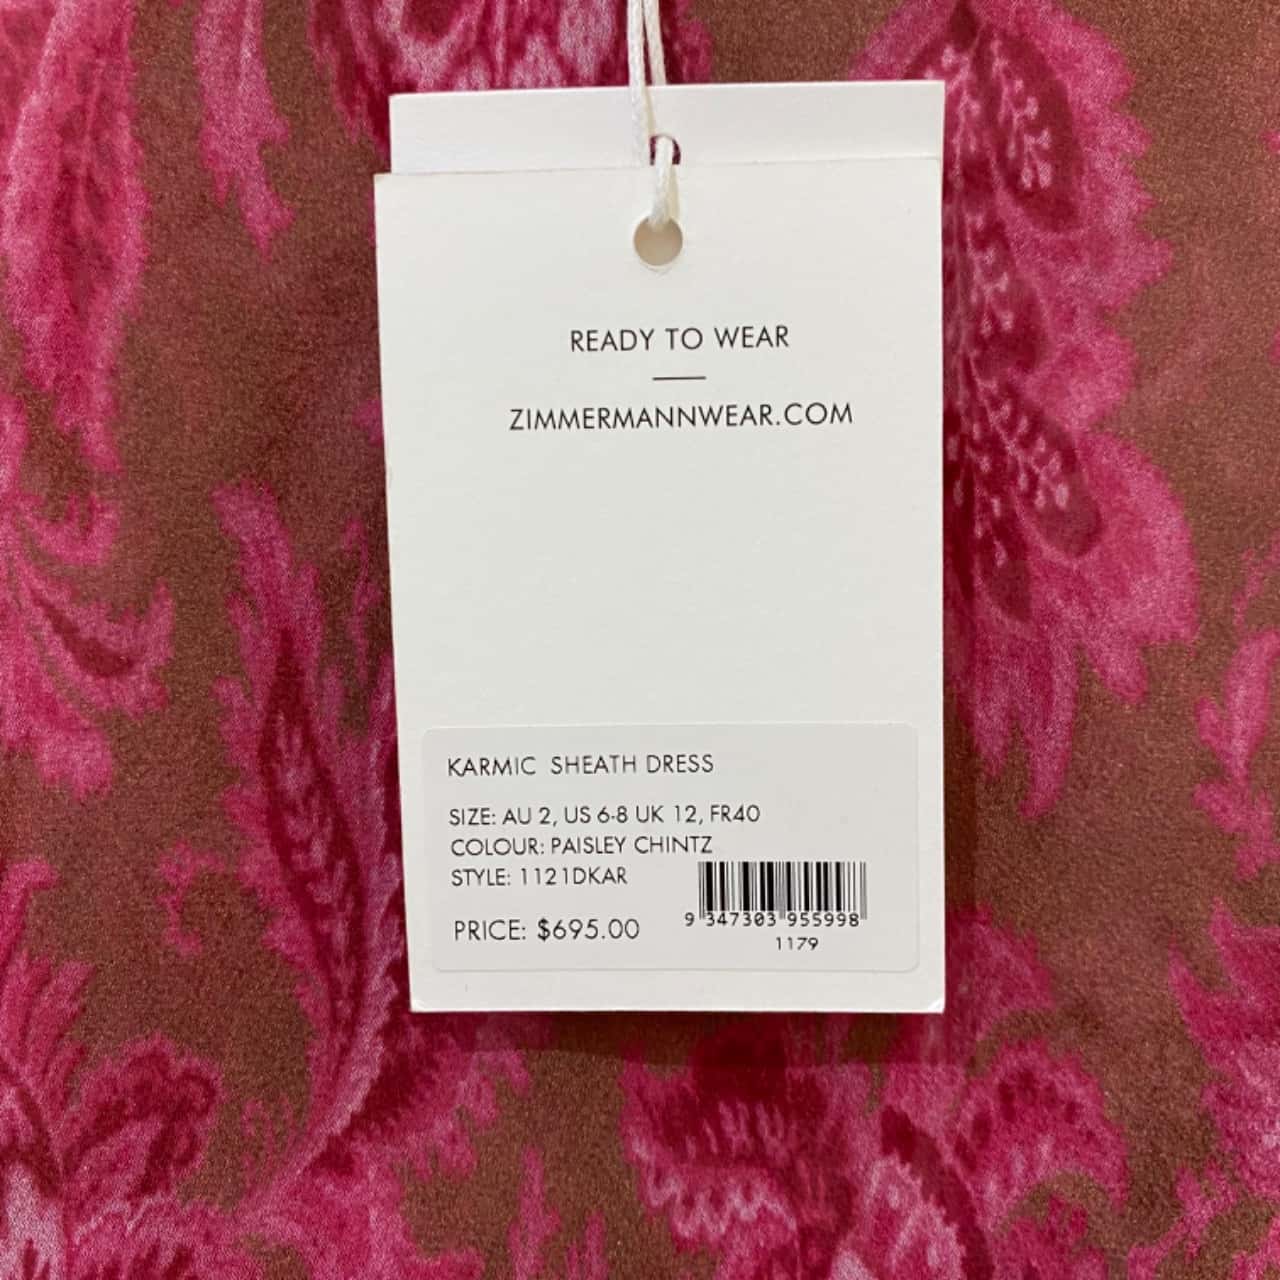 READY TO WEAR
ZIMMERMANNWEAR.COM
KARMIC SHEATH DRESS
SIZE: AU 2, US 6-8 UK 12, FR40
COLOUR: PAISLEY CHINTZ
STYLE: 1121DKAR
PRICE: $695.00
9 347303 955998
1179